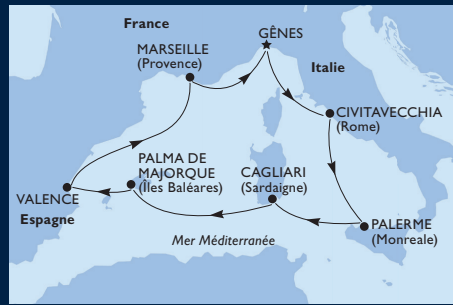 France
GÊNES
MARSEILLE
(Provence)
Italie
CIVITAVECCHIA
(Rome)
PALMA DE
MAJORQUE
(Îles Baléares)
CAGLIARI
(Sardaigne)
VALENCE
Espagne
PALERME
(Monreale)
Mer Méditerranée